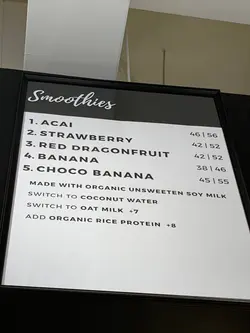 Smoothies
1. ACAI 46 | 56
2. STRAWBERRY 42 | 52
3. RED DRAGONFRUIT 42 | 52
4. BANANA 38 | 46
5. CHOCO BANANA 45 | 55
MADE WITH ORGANIC UNSWEETEN SOY MILK
SWITCH TO COCONUT WATER
SWITCH TO OAT MILK +7
ADD ORGANIC RICE PROTEIN +8